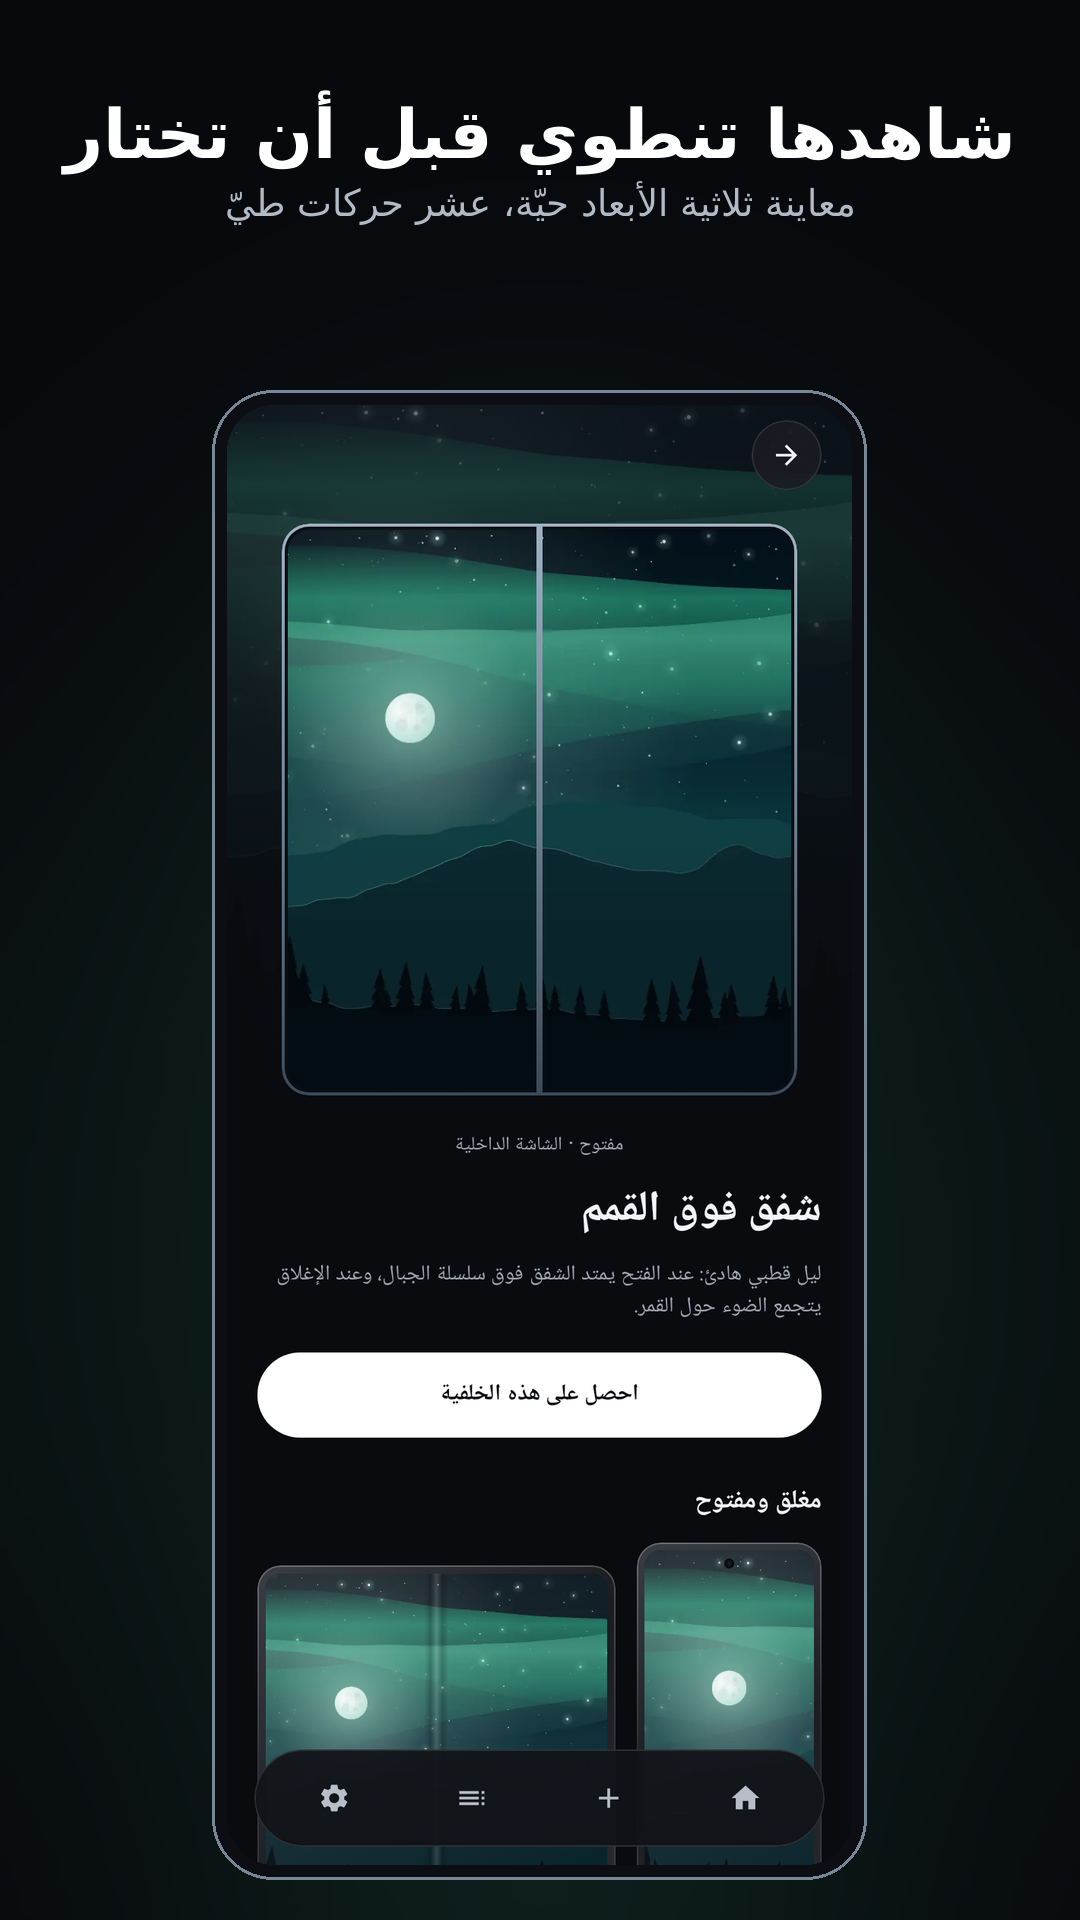 شاهدها تنطوي قبل أن تختار
معاينة ثلاثية الأبعاد حيّة، عشر حركات طيّ
مفتوح · الشاشة الداخلية
شفق فوق القمم
ليل قطبي هادئ: عند الفتح يمتد الشفق فوق سلسلة الجبال، وعند الإغلاق
يتجمع الضوء حول القمر.
احصل على هذه الخلفية
مغلق ومفتوح